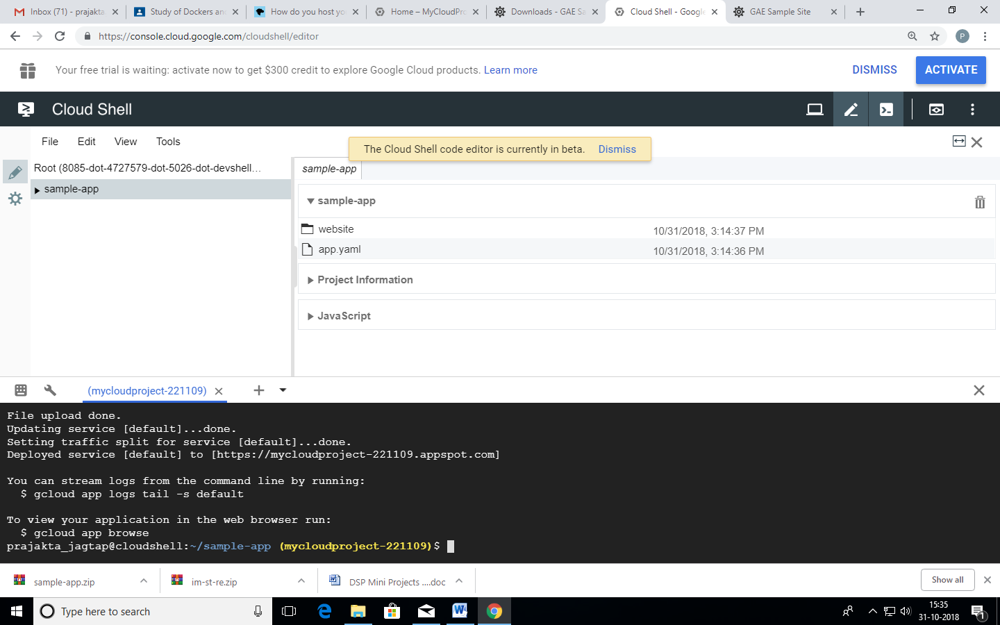 Inbox (71) - prajakta
Study of Dockers an
How do you host yo
Home – MyCloudPro
Downloads - GAE Sa
Cloud Shell - Google
GAE Sample Site
https://console.cloud.google.com/cloudshell/editor
P
Your free trial is waiting: activate now to get $300 credit to explore Google Cloud products. Learn more
DISMISS
ACTIVATE
Cloud Shell
File Edit View Tools
The Cloud Shell code editor is currently in beta. Dismiss
Root (8085-dot-4727579-dot-5026-dot-devshell...
sample-app
sample-app
sample-app
website 10/31/2018, 3:14:37 PM
app.yaml 10/31/2018, 3:14:36 PM
Project Information
JavaScript
(mycloudproject-221109)
File upload done.
Updating service [default]...done.
Setting traffic split for service [default]...done.
Deployed service [default] to [https://mycloudproject-221109.appspot.com]
You can stream logs from the command line by running:
$ gcloud app logs tail -s default
To view your application in the web browser run:
$ gcloud app browse
prajakta_jagtap@cloudshell:~/sample-app (mycloudproject-221109)$
sample-app.zip
im-st-re.zip
DSP Mini Projects ....doc
Show all
Type here to search
15:35
31-10-2018
1